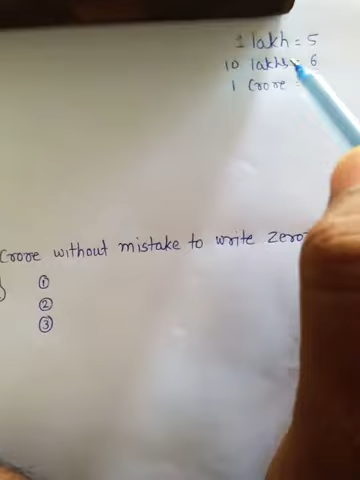 1 lakh = 5
10 lakhs = 6
1 Crore =
Crore without mistake to write zero
①
②
③